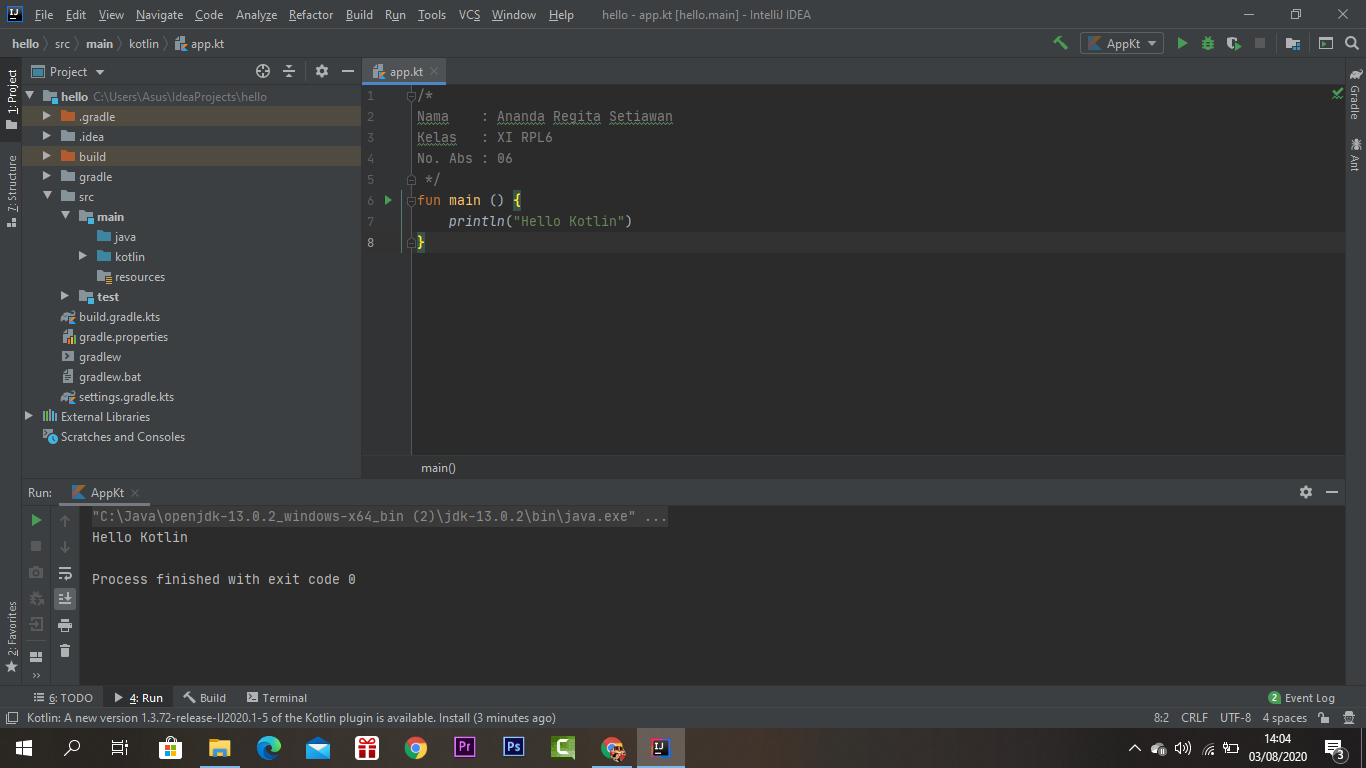 File Edit View Navigate Code Analyze Refactor Build Run Tools VCS Window Help hello - app.kt [hello.main] - IntelliJ IDEA
hello src main kotlin app.kt
AppKt
1: Project
7: Structure
2: Favorites
Project
hello C:\Users\Asus\IdeaProjects\hello
.gradle
.idea
build
gradle
src
main
java
kotlin
resources
test
build.gradle.kts
gradle.properties
gradlew
gradlew.bat
settings.gradle.kts
External Libraries
Scratches and Consoles
app.kt
1 /*
2 Nama    : Ananda Regita Setiawan
3 Kelas   : XI RPL6
4 No. Abs : 06
5  */
6 fun main () {
7     println("Hello Kotlin")
8 }
main()
Gradle
Ant
Run: AppKt
"C:\Java\openjdk-13.0.2_windows-x64_bin (2)\jdk-13.0.2\bin\java.exe" ...
Hello Kotlin
Process finished with exit code 0
6: TODO 4: Run Build Terminal 2 Event Log
Kotlin: A new version 1.3.72-release-IJ2020.1-5 of the Kotlin plugin is available. Install (3 minutes ago) 8:2 CRLF UTF-8 4 spaces
Pr Ps C IJ
14:04
03/08/2020
3